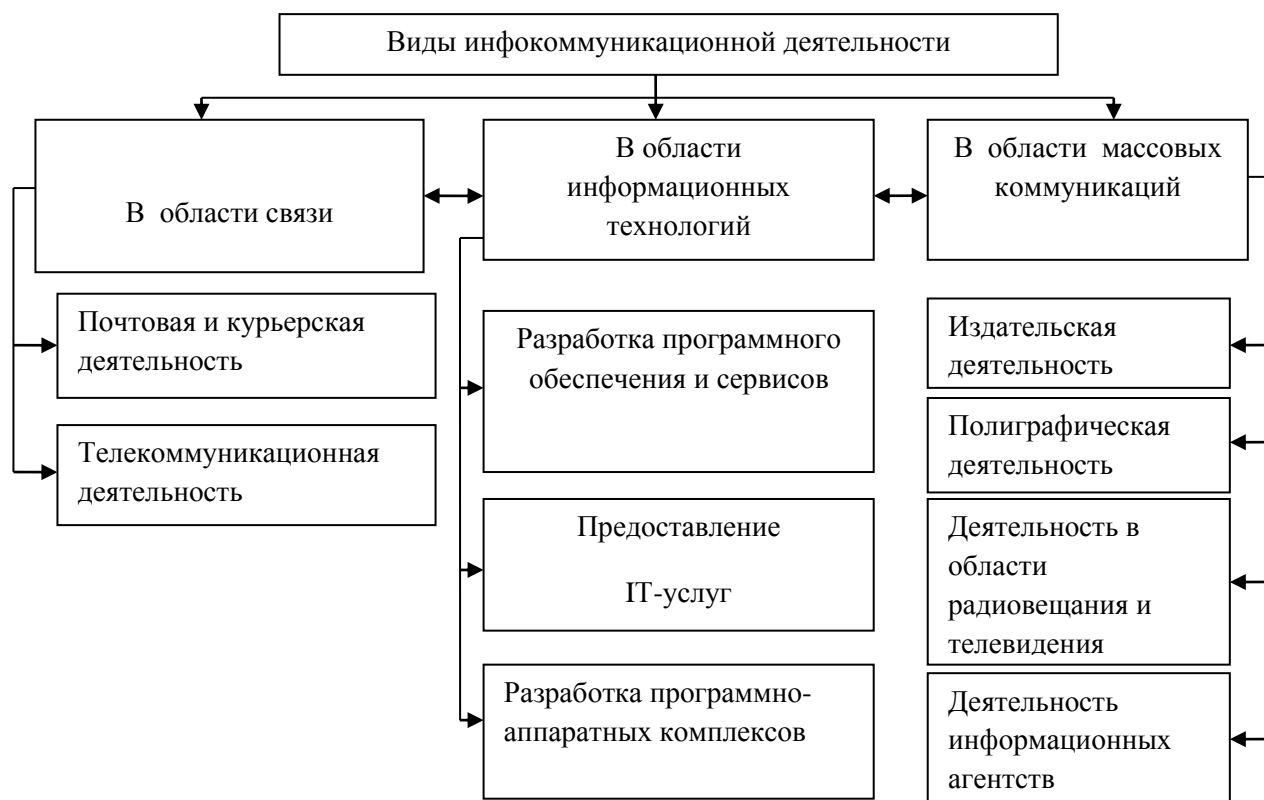 Виды инфокоммуникационной деятельности
В области связи
В области
информационных
технологий
В области массовых
коммуникаций
Почтовая и курьерская
деятельность
Телекоммуникационная
деятельность
Разработка программного
обеспечения и сервисов
Предоставление
IT-услуг
Разработка программно-
аппаратных комплексов
Издательская
деятельность
Полиграфическая
деятельность
Деятельность в
области
радиовещания и
телевидения
Деятельность
информационных
агентств